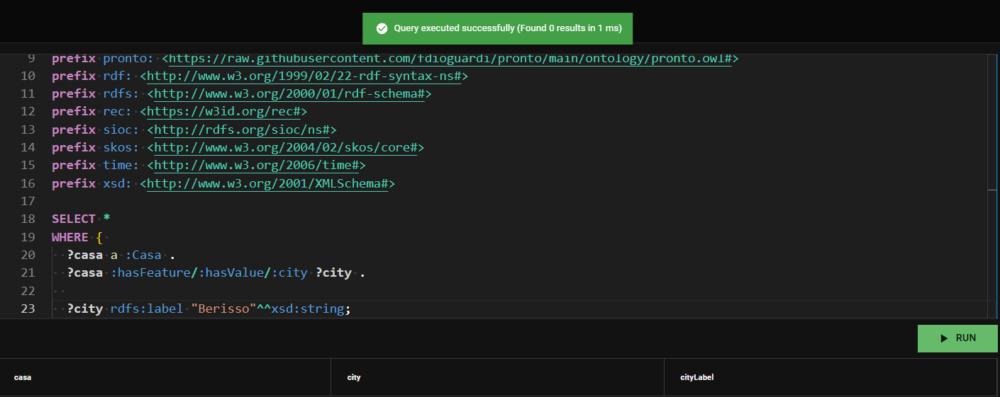 Query executed successfully (Found 0 results in 1 ms)
9 prefix pronto: <https://raw.githubusercontent.com/fdioguardi/pronto/main/ontology/pronto.owl#>
10 prefix rdf: <http://www.w3.org/1999/02/22-rdf-syntax-ns#>
11 prefix rdfs: <http://www.w3.org/2000/01/rdf-schema#>
12 prefix rec: <https://w3id.org/rec#>
13 prefix sioc: <http://rdfs.org/sioc/ns#>
14 prefix skos: <http://www.w3.org/2004/02/skos/core#>
15 prefix time: <http://www.w3.org/2006/time#>
16 prefix xsd: <http://www.w3.org/2001/XMLSchema#>
17
18 SELECT *
19 WHERE {
20 ?casa a :Casa .
21 ?casa :hasFeature/:hasValue/:city ?city .
22
23 ?city rdfs:label "Berisso"^^xsd:string;
RUN
casa city cityLabel